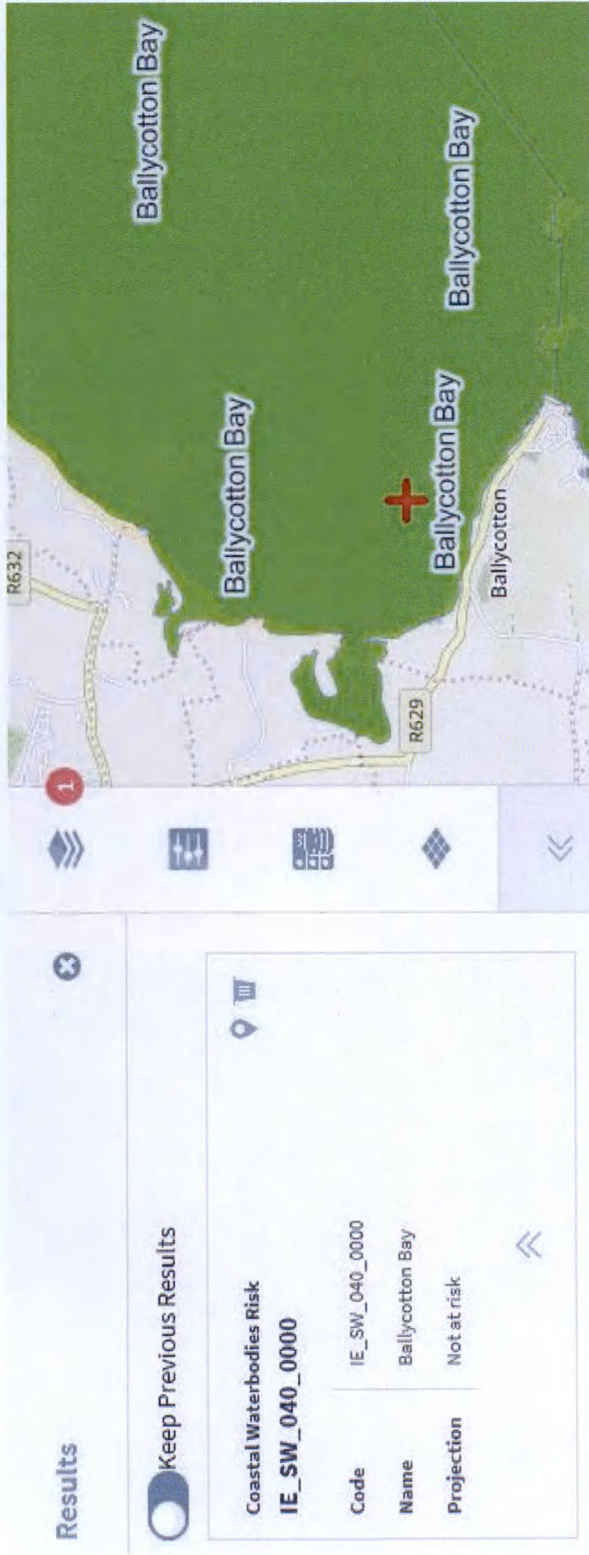 Results
Keep Previous Results
Coastal Waterbodies Risk
IE_SW_040_0000
Code IE_SW_040_0000
Name Ballycotton Bay
Projection Not at risk
1
R632
Ballycotton Bay
Ballycotton Bay
Ballycotton Bay
Ballycotton Bay
R629
Ballycotton